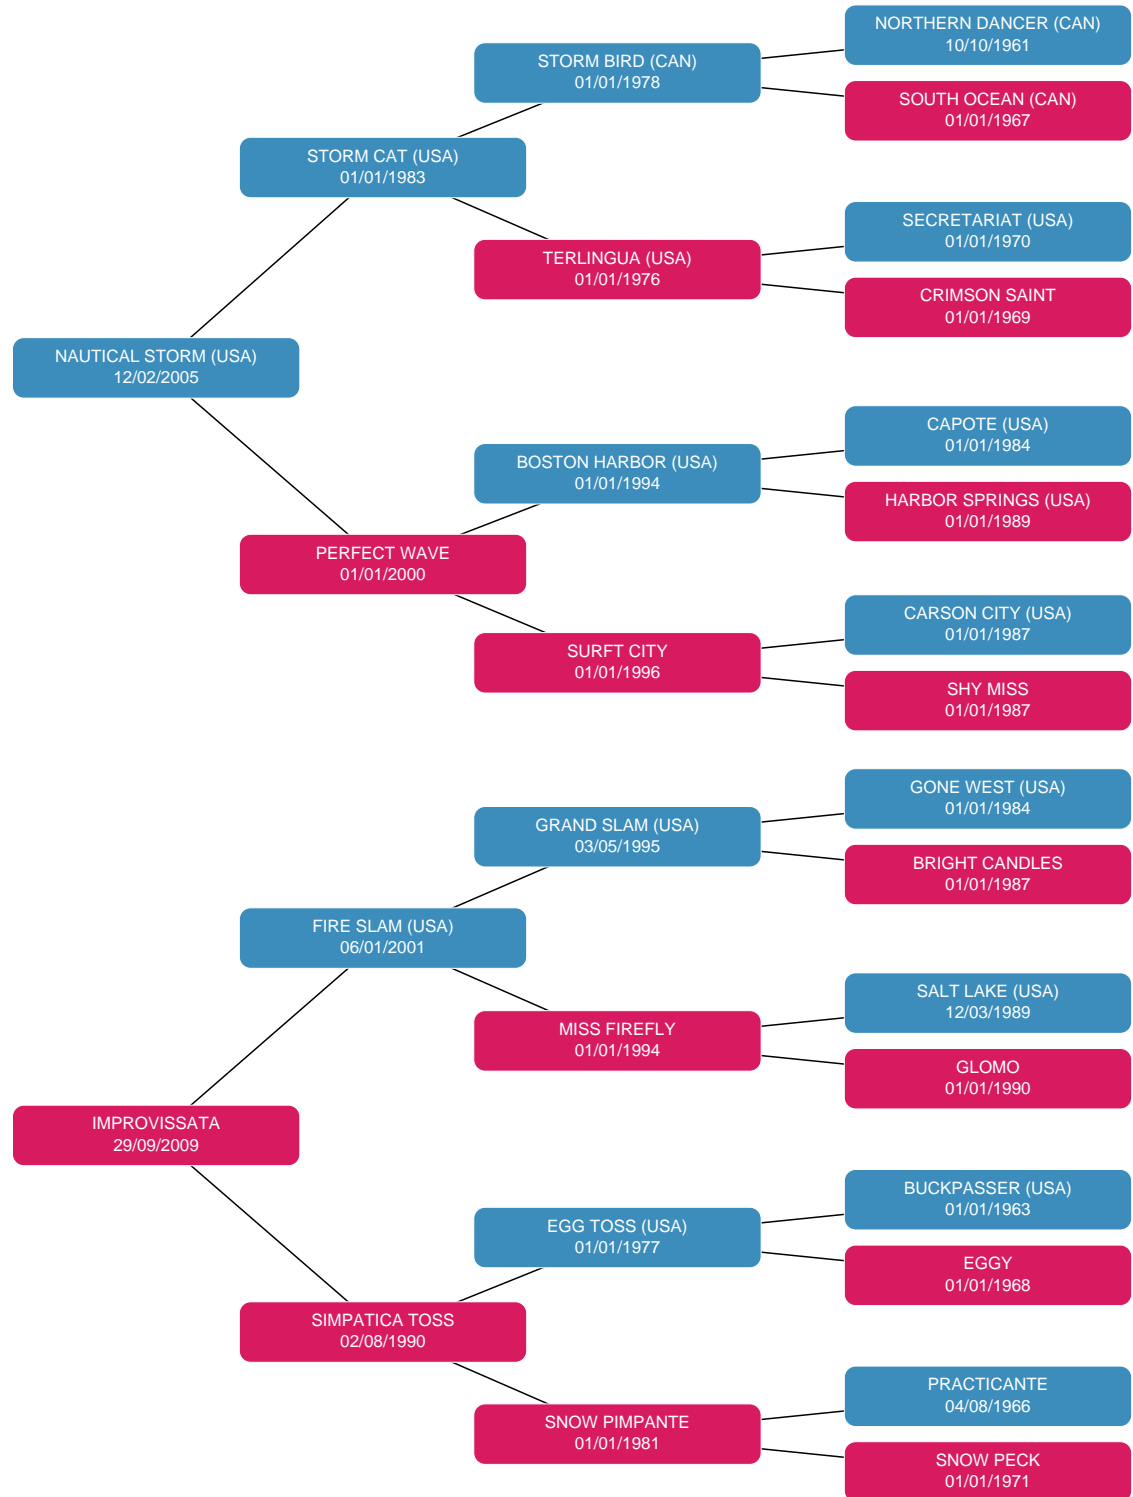 NORTHERN DANCER (CAN)
10/10/1961
STORM BIRD (CAN)
01/01/1978
SOUTH OCEAN (CAN)
01/01/1967
STORM CAT (USA)
01/01/1983
SECRETARIAT (USA)
01/01/1970
TERLINGUA (USA)
01/01/1976
CRIMSON SAINT
01/01/1969
NAUTICAL STORM (USA)
12/02/2005
CAPOTE (USA)
01/01/1984
BOSTON HARBOR (USA)
01/01/1994
HARBOR SPRINGS (USA)
01/01/1989
PERFECT WAVE
01/01/2000
CARSON CITY (USA)
01/01/1987
SURFT CITY
01/01/1996
SHY MISS
01/01/1987
GONE WEST (USA)
01/01/1984
GRAND SLAM (USA)
03/05/1995
BRIGHT CANDLES
01/01/1987
FIRE SLAM (USA)
06/01/2001
SALT LAKE (USA)
12/03/1989
MISS FIREFLY
01/01/1994
GLOMO
01/01/1990
IMPROVISSATA
29/09/2009
BUCKPASSER (USA)
01/01/1963
EGG TOSS (USA)
01/01/1977
EGGY
01/01/1968
SIMPATICA TOSS
02/08/1990
PRACTICANTE
04/08/1966
SNOW PIMPANTE
01/01/1981
SNOW PECK
01/01/1971